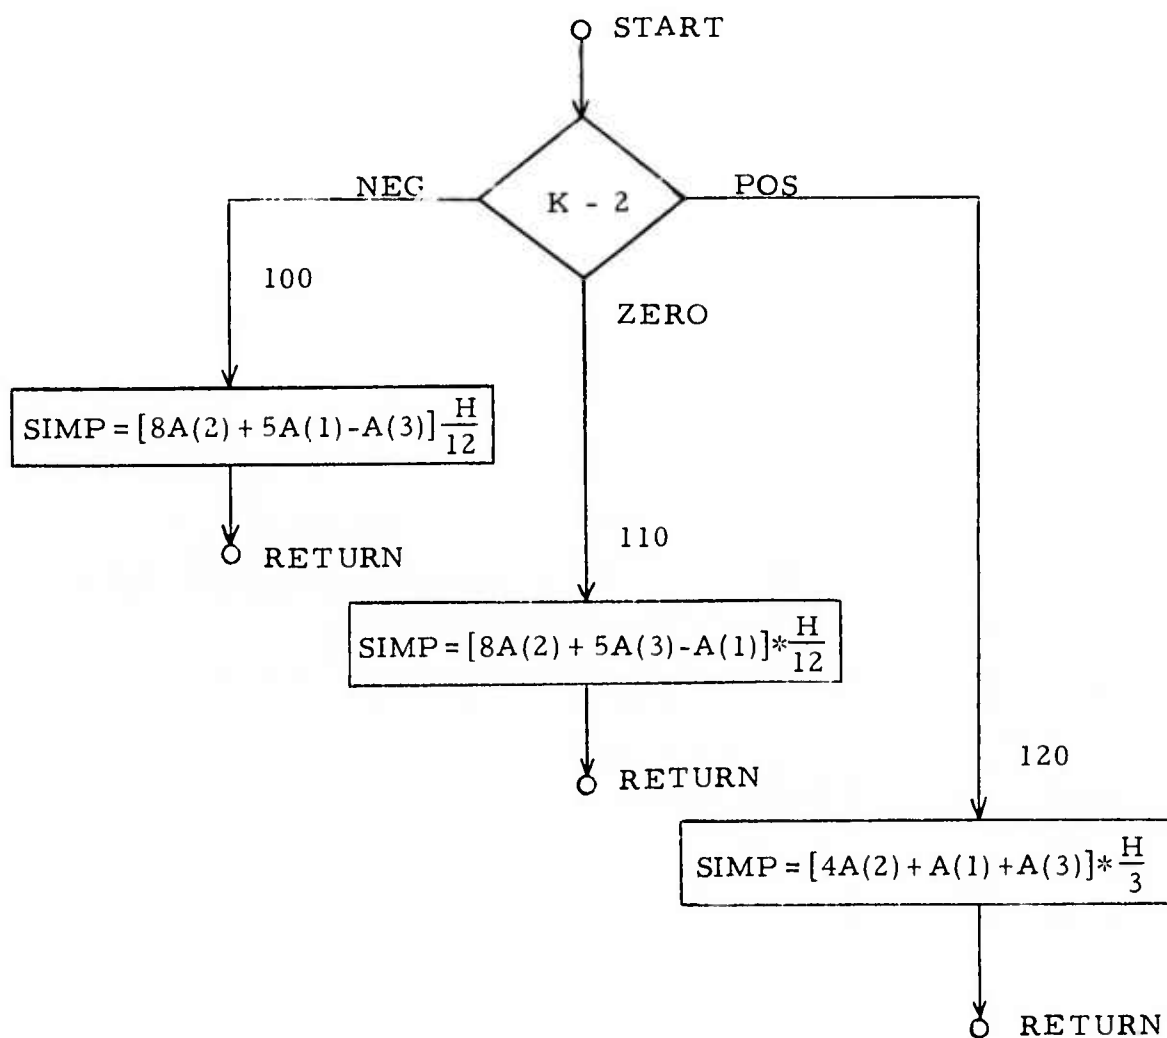 START
NEG
K - 2
POS
100
ZERO
SIMP = [8A(2) + 5A(1) - A(3)] H/12
RETURN
110
SIMP = [8A(2) + 5A(3) - A(1)]* H/12
RETURN
120
SIMP = [4A(2) + A(1) + A(3)]* H/3
RETURN